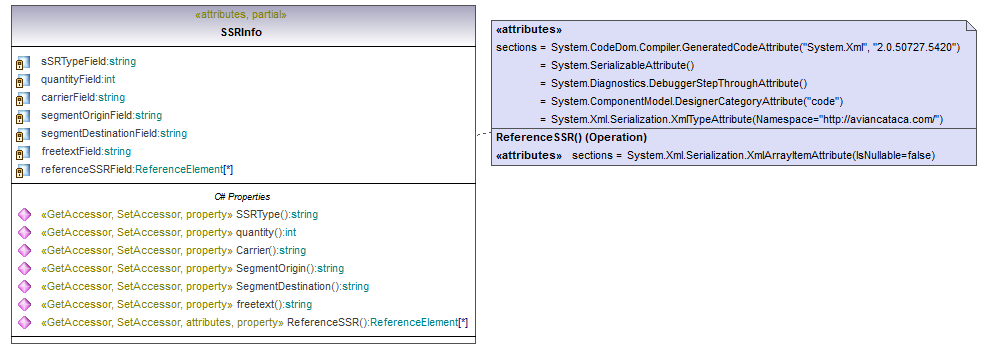 «attributes, partial»
SSRInfo
sSRTypeField:string
quantityField:int
carrierField:string
segmentOriginField:string
segmentDestinationField:string
freetextField:string
referenceSSRField:ReferenceElement[*]
C# Properties
«GetAccessor, SetAccessor, property» SSRType():string
«GetAccessor, SetAccessor, property» quantity():int
«GetAccessor, SetAccessor, property» Carrier():string
«GetAccessor, SetAccessor, property» SegmentOrigin():string
«GetAccessor, SetAccessor, property» SegmentDestination():string
«GetAccessor, SetAccessor, property» freetext():string
«GetAccessor, SetAccessor, attributes, property» ReferenceSSR():ReferenceElement[*]
«attributes»
sections = System.CodeDom.Compiler.GeneratedCodeAttribute("System.Xml", "2.0.50727.5420")
= System.SerializableAttribute()
= System.Diagnostics.DebuggerStepThroughAttribute()
= System.ComponentModel.DesignerCategoryAttribute("code")
= System.Xml.Serialization.XmlTypeAttribute(Namespace="http://aviancataca.com/")
ReferenceSSR() (Operation)
«attributes» sections = System.Xml.Serialization.XmlArrayItemAttribute(IsNullable=false)